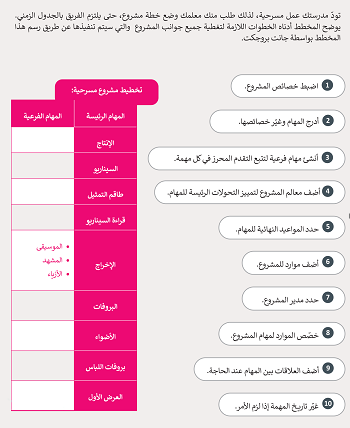 تودّ مدرستك عمل مسرحية، لذلك طلب منك معلمك وضع خطة مشروع، حتى يلتزم الفريق بالجدول الزمني.
يوضح المخطط أدناه الخطوات اللازمة لتغطية جميع جوانب المشروع والتي سيتم تنفيذها عن طريق رسم هذا
المخطط بواسطة جانت بروجكت.
1 اضبط خصائص المشروع.
2 أدرج المهام وغيّر خصائصها.
3 أنشئ مهام فرعية لتتبع التقدم المحرز في كل مهمة.
4 أضف معالم المشروع لتمييز التحولات الرئيسة للمهام.
5 حدد المواعيد النهائية للمهام.
6 أضف موارد للمشروع.
7 حدد مدير المشروع.
8 خصّص الموارد لمهام المشروع.
9 أضف العلاقات بين المهام عند الحاجة.
10 غيّر تاريخ المهمة إذا لزم الأمر.
تخطيط مشروع مسرحية:
المهام الرئيسة المهام الفرعية
الإنتاج
السيناريو
طاقم التمثيل
قراءة السيناريو
الإخراج
• الموسيقى
• المشهد
• الأزياء
البروفات
الأضواء
بروفات اللباس
العرض الأول